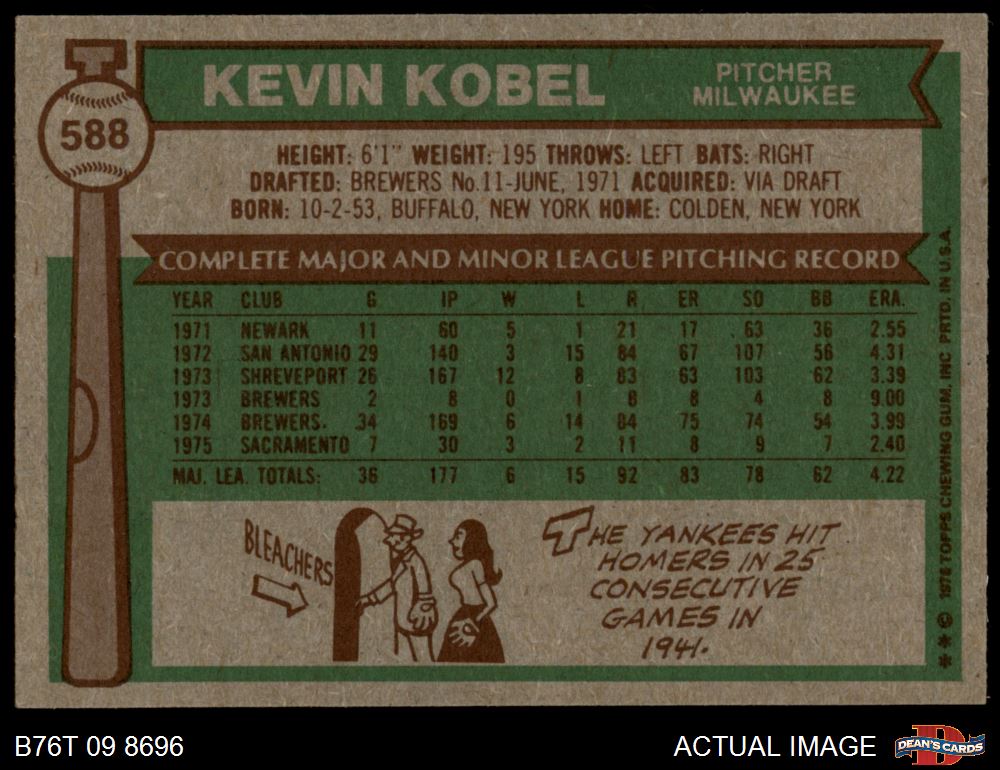 KEVIN KOBEL
PITCHER
MILWAUKEE
588
HEIGHT: 6'1" WEIGHT: 195 THROWS: LEFT BATS: RIGHT
DRAFTED: BREWERS No.11-JUNE, 1971 ACQUIRED: VIA DRAFT
BORN: 10-2-53, BUFFALO, NEW YORK HOME: COLDEN, NEW YORK
COMPLETE MAJOR AND MINOR LEAGUE PITCHING RECORD
YEAR CLUB G IP W L R ER SO BB ERA.
1971 NEWARK 11 60 5 1 21 17 63 36 2.55
1972 SAN ANTONIO 29 140 3 15 84 67 107 56 4.31
1973 SHREVEPORT 26 167 12 8 83 63 103 62 3.39
1973 BREWERS 2 8 0 1 8 8 4 8 9.00
1974 BREWERS. 34 169 6 14 84 75 74 54 3.99
1975 SACRAMENTO 7 30 3 2 11 8 9 7 2.40
MAJ. LEA. TOTALS: 36 177 6 15 92 83 78 62 4.22
BLEACHERS
THE YANKEES HIT
HOMERS IN 25
CONSECUTIVE
GAMES IN
1941.
** © 1976 TOPPS CHEWING GUM, INC PRTD. IN U.S.A.
B76T 09 8696
ACTUAL IMAGE
D
DEAN'S CARDS